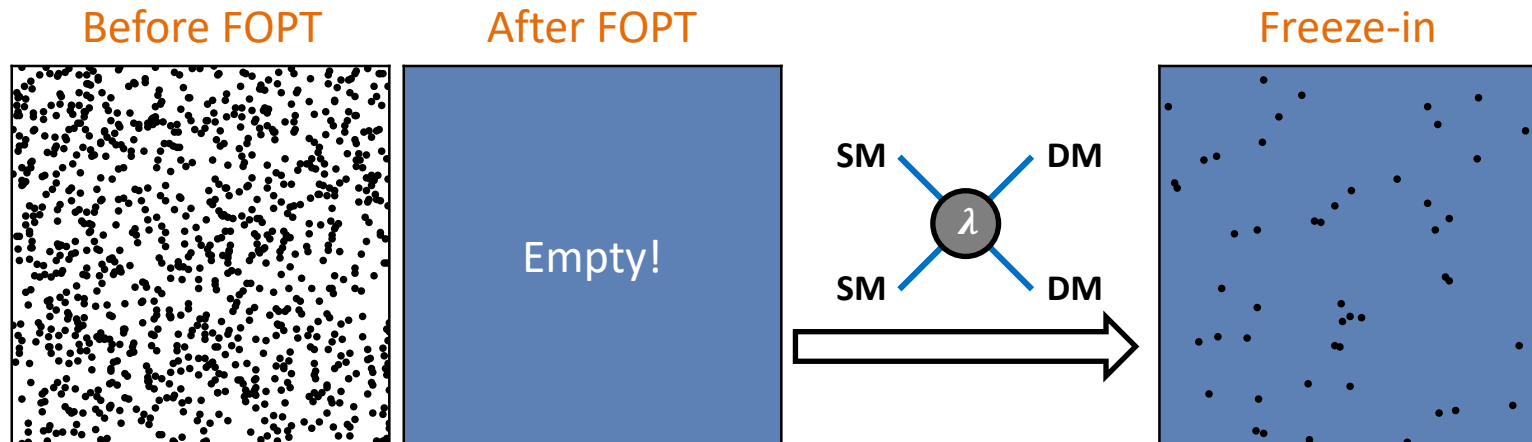 Before FOPT
After FOPT
Freeze-in
Empty!
SM
DM
λ
SM
DM